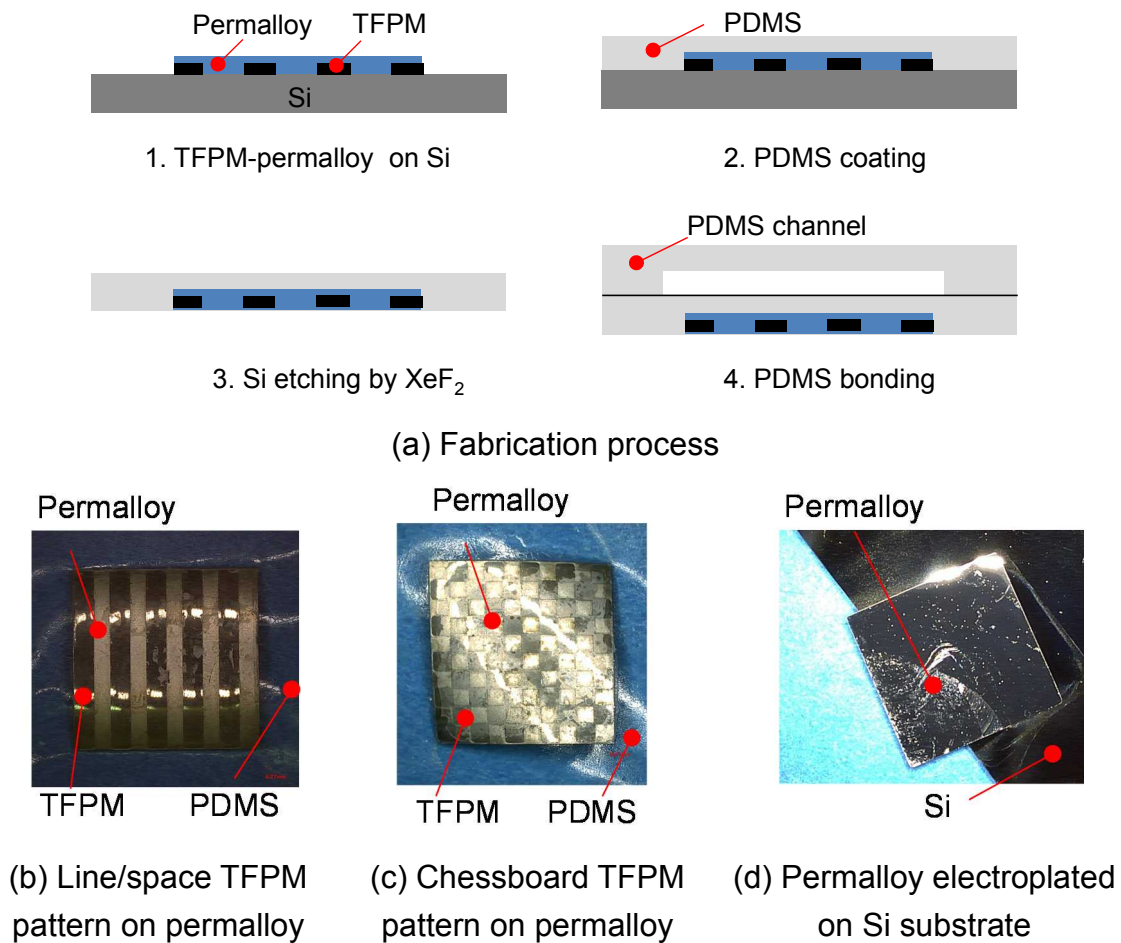 Permalloy TFPM
Si
1. TFPM-permalloy on Si
PDMS
2. PDMS coating
3. Si etching by XeF₂
PDMS channel
4. PDMS bonding
(a) Fabrication process
Permalloy
TFPM PDMS
(b) Line/space TFPM
pattern on permalloy
Permalloy
TFPM PDMS
(c) Chessboard TFPM
pattern on permalloy
Permalloy
Si
(d) Permalloy electroplated
on Si substrate